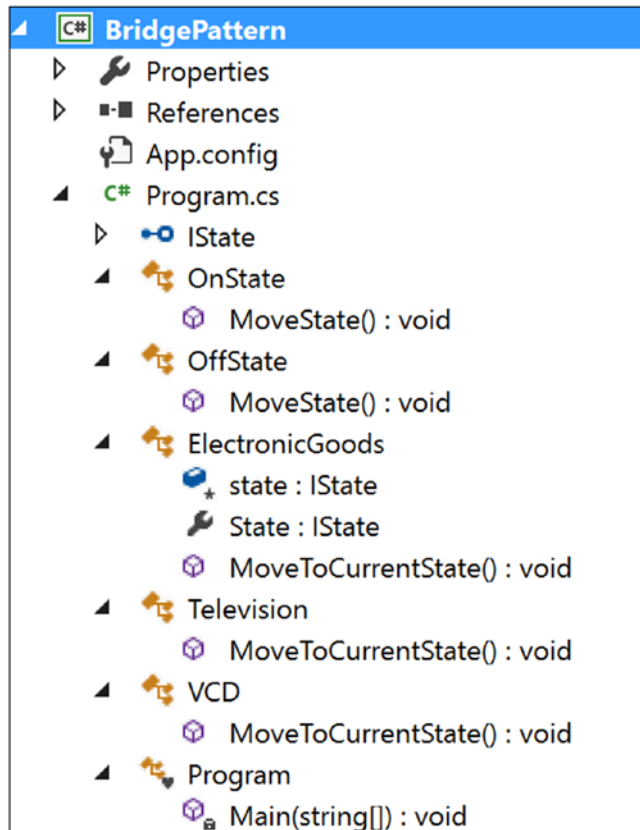 C# BridgePattern
Properties
References
App.config
C# Program.cs
IState
OnState
MoveState() : void
OffState
MoveState() : void
ElectronicGoods
state : IState
State : IState
MoveToCurrentState() : void
Television
MoveToCurrentState() : void
VCD
MoveToCurrentState() : void
Program
Main(string[]) : void